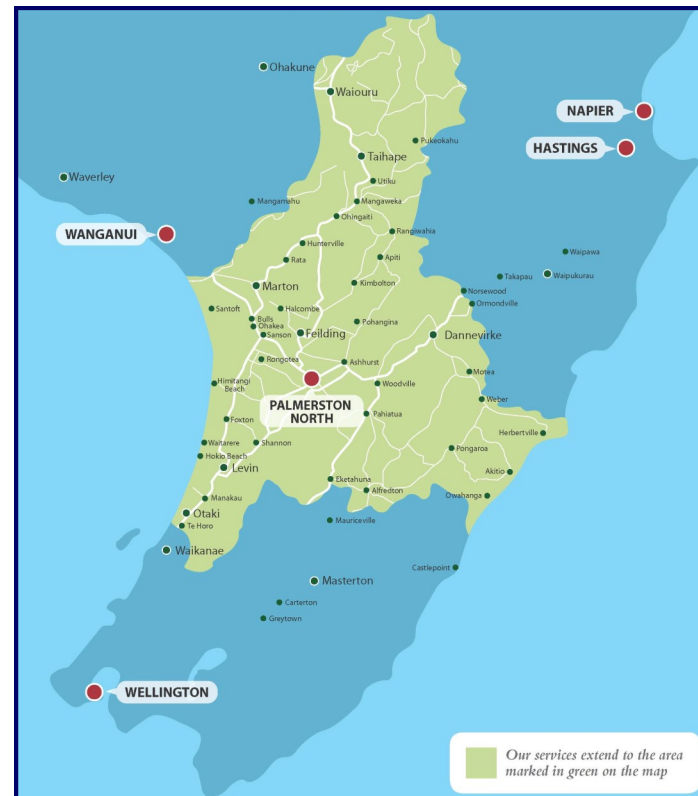 Ohakune
Waiouru
NAPIER
Pukeokahu
HASTINGS
Taihape
Waverley
Utiku
Mangamahu
Mangaweka
Ohingaiti
WANGANUI
Rangiwahia
Hunterville
Waipawa
Rata
Apiti
Takapau
Waipukurau
Marton
Kimbolton
Norsewood
Santoft
Halcombe
Ormondville
Bulls
Ohakea
Pohangina
Sanson
Feilding
Dannevirke
Rongotea
Ashhurst
Motea
Himitangi
Beach
Woodville
PALMERSTON
NORTH
Weber
Pahiatua
Foxton
Herbertville
Waitarere
Shannon
Pongaroa
Hokio Beach
Levin
Akitio
Eketahuna
Alfredton
Manakau
Owahanga
Otaki
Mauriceville
Te Horo
Waikanae
Castlepoint
Masterton
Carterton
Greytown
WELLINGTON
Our services extend to the area
marked in green on the map